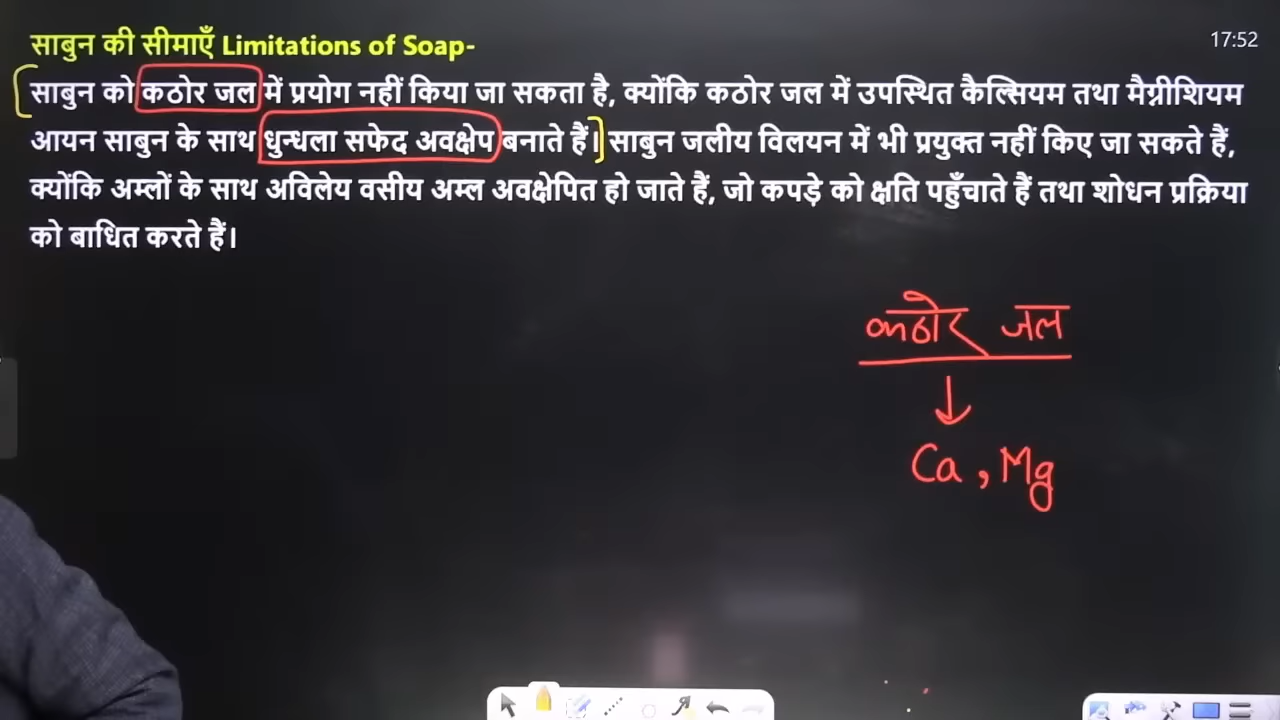 साबुन की सीमाएँ Limitations of Soap-
17:52
साबुन को कठोर जल में प्रयोग नहीं किया जा सकता है, क्योंकि कठोर जल में उपस्थित कैल्सियम तथा मैग्नीशियम
आयन साबुन के साथ धुन्धला सफेद अवक्षेप बनाते हैं। साबुन जलीय विलयन में भी प्रयुक्त नहीं किए जा सकते हैं,
क्योंकि अम्लों के साथ अविलेय वसीय अम्ल अवक्षेपित हो जाते हैं, जो कपड़े को क्षति पहुँचाते हैं तथा शोधन प्रक्रिया
को बाधित करते हैं।
कठोर जल
Ca, Mg